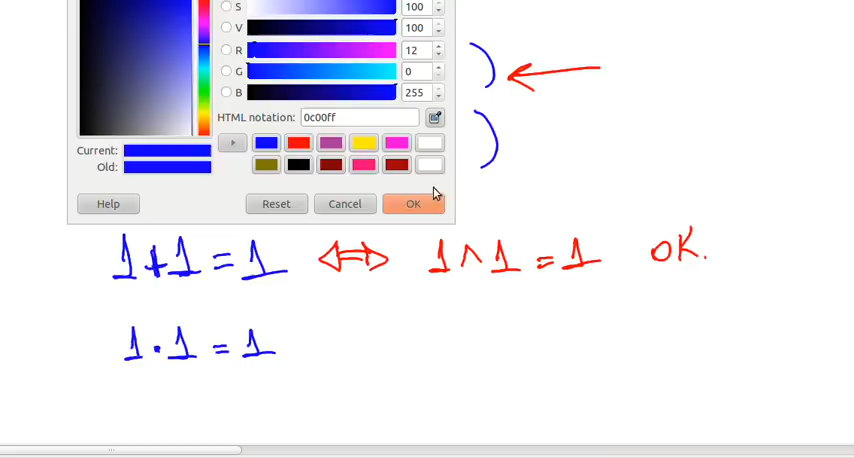 S 100
V 100
R 12
G 0
B 255
HTML notation: 0c00ff
Current:
Old:
Help Reset Cancel OK
1 + 1 = 1 ⇔ 1 ∧ 1 = 1 OK.
1 · 1 = 1